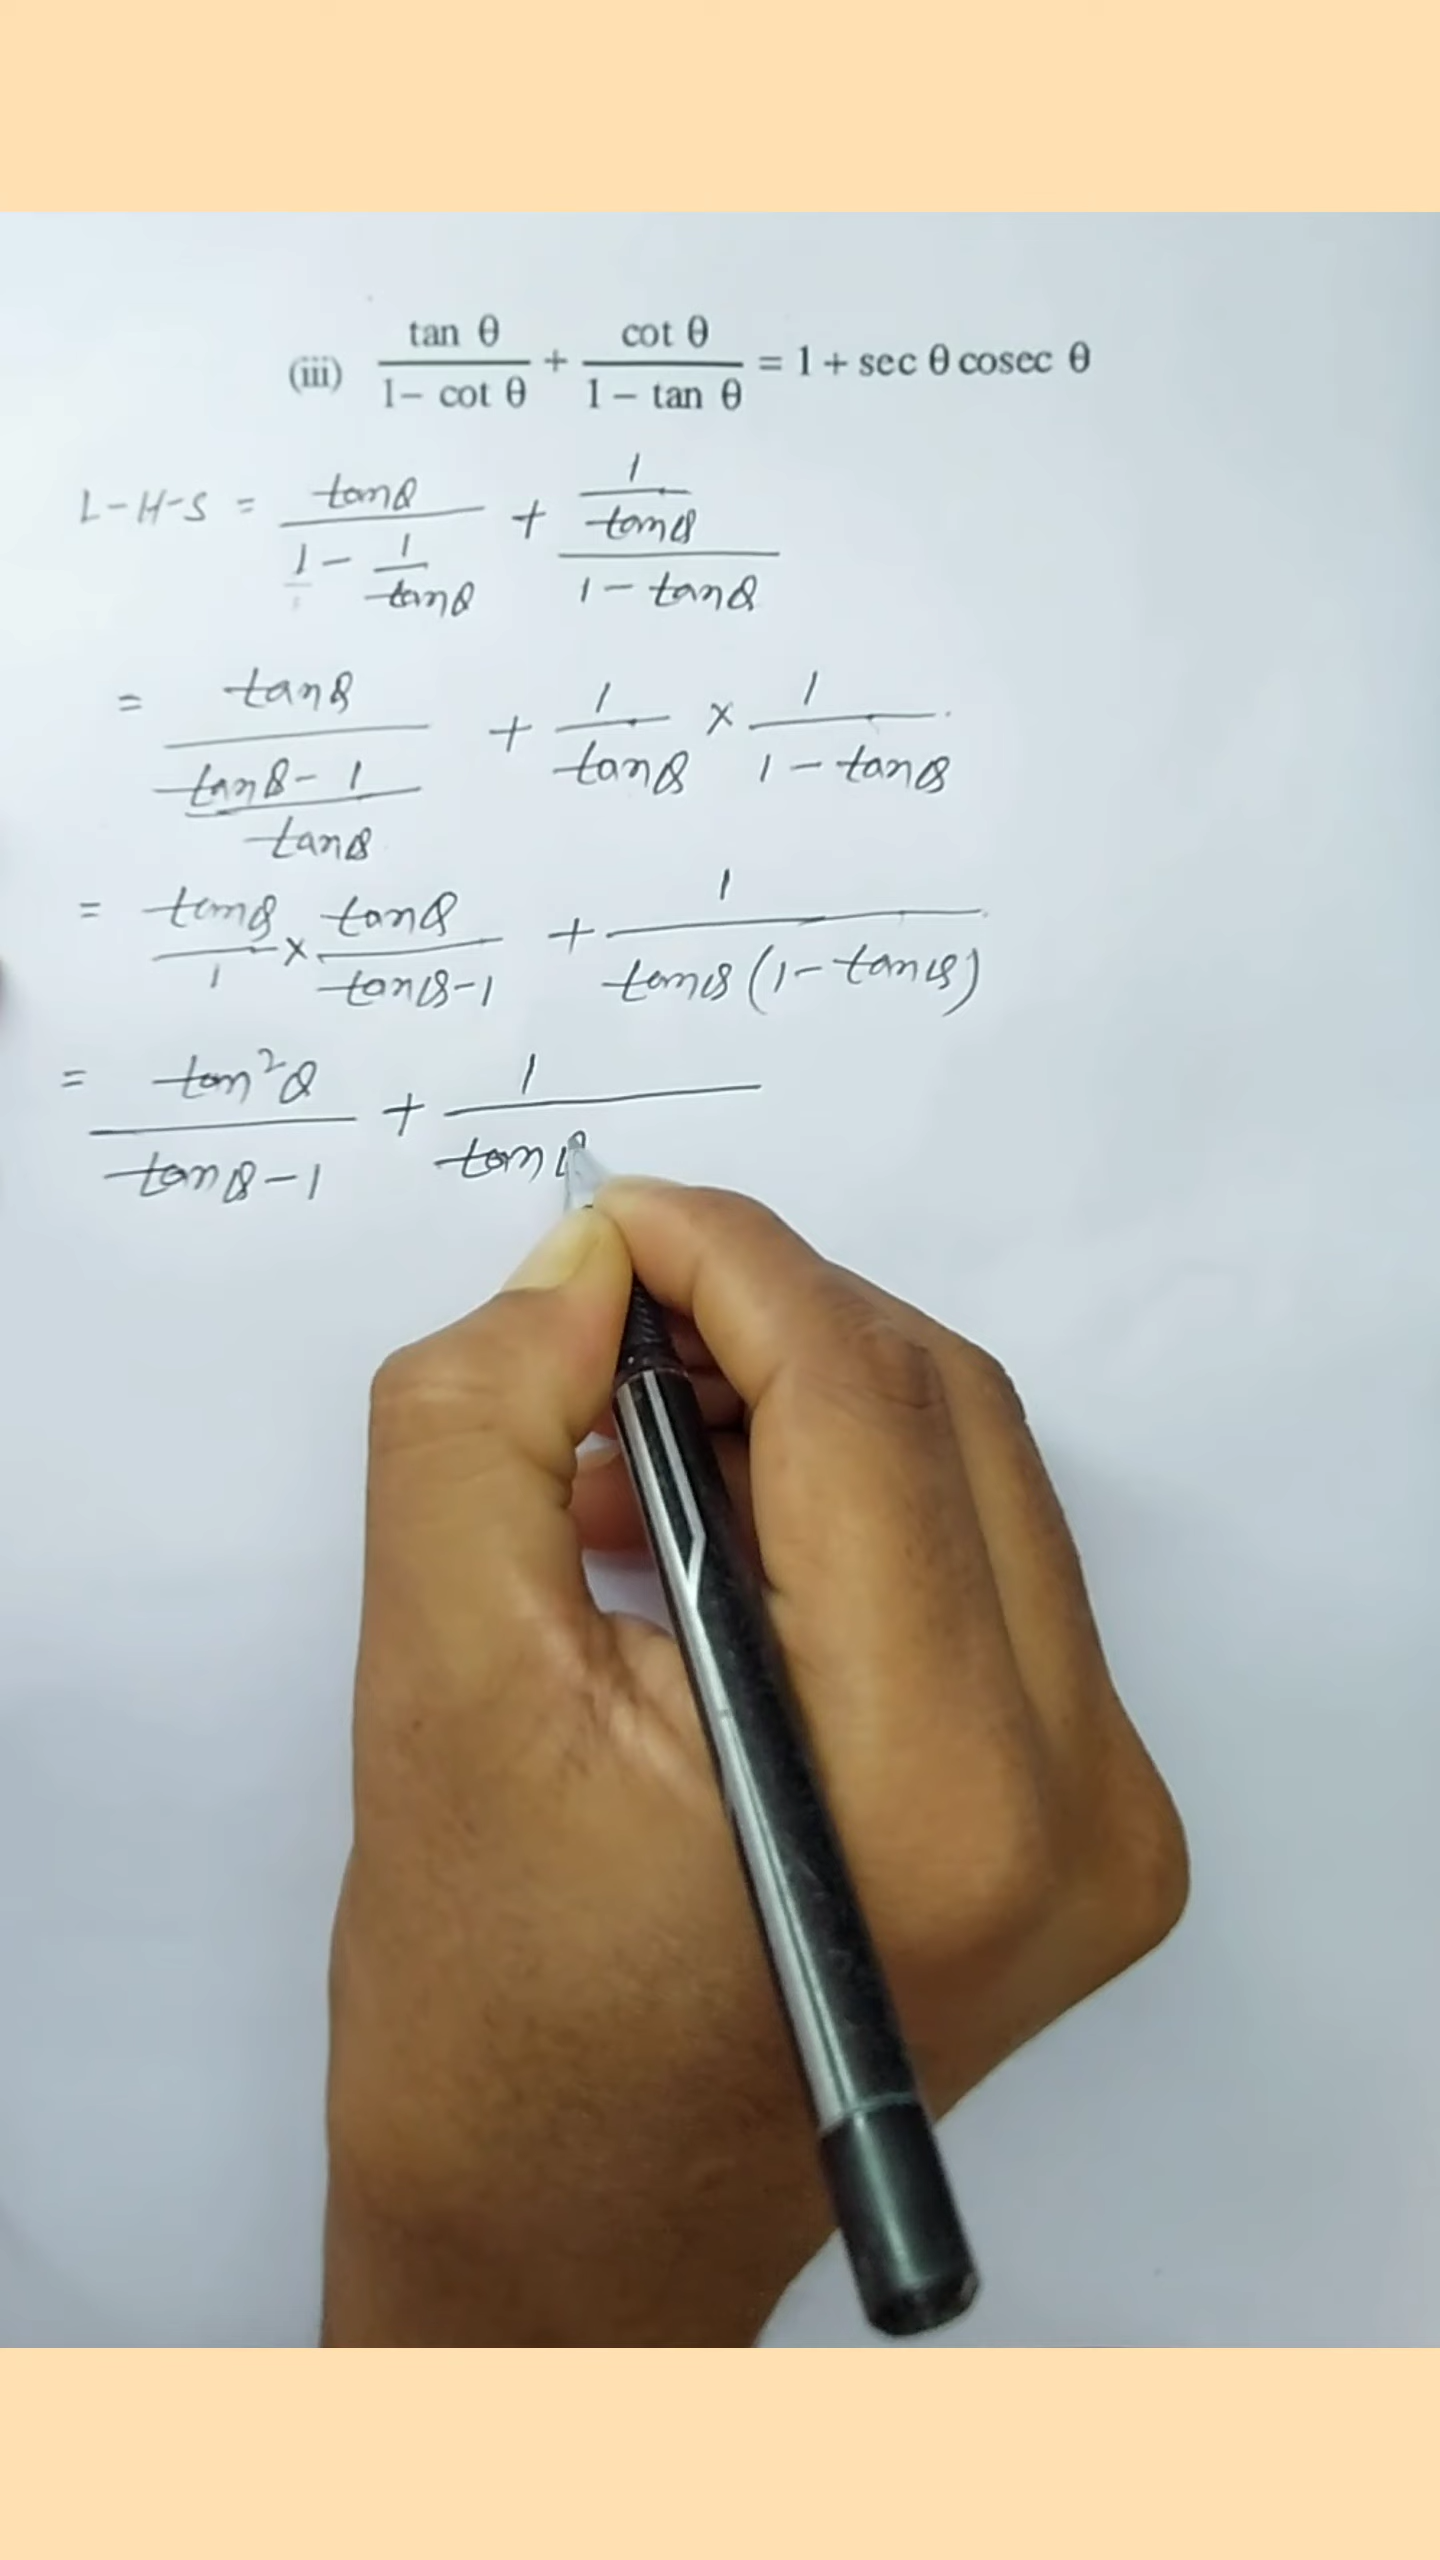 (iii) tan θ / 1− cot θ + cot θ / 1 − tan θ = 1 + sec θ cosec θ
L-H-S = tanθ / (1 − 1/tanθ) + (1/tanθ) / (1 − tanθ)
= tanθ / ((tanθ − 1)/tanθ) + 1/tanθ × 1/(1 − tanθ)
= tanθ/1 × tanθ/(tanθ−1) + 1/(tanθ(1−tanθ))
= tan²θ/(tanθ−1) + 1/tanθ